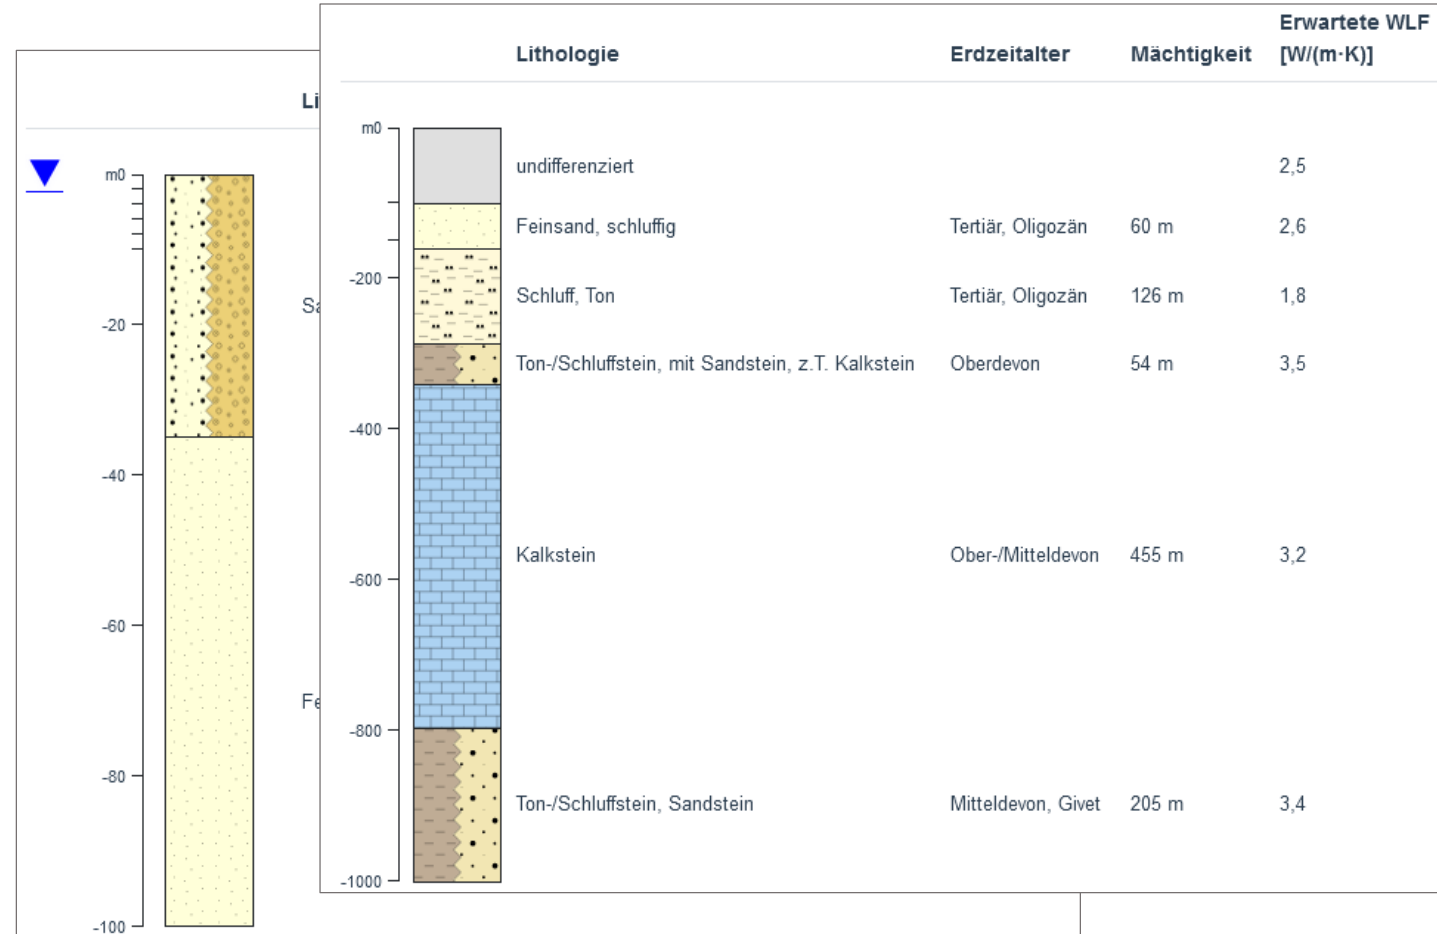 Erwartete WLF
Lithologie Erdzeitalter Mächtigkeit [W/(m·K)]
m0
undifferenziert 2,5
Feinsand, schluffig Tertiär, Oligozän 60 m 2,6
-200
Schluff, Ton Tertiär, Oligozän 126 m 1,8
Ton-/Schluffstein, mit Sandstein, z.T. Kalkstein Oberdevon 54 m 3,5
-400
Kalkstein Ober-/Mitteldevon 455 m 3,2
-600
-800
Ton-/Schluffstein, Sandstein Mitteldevon, Givet 205 m 3,4
-1000
Li
m0
Sa
-20
-40
-60
Fe
-80
-100